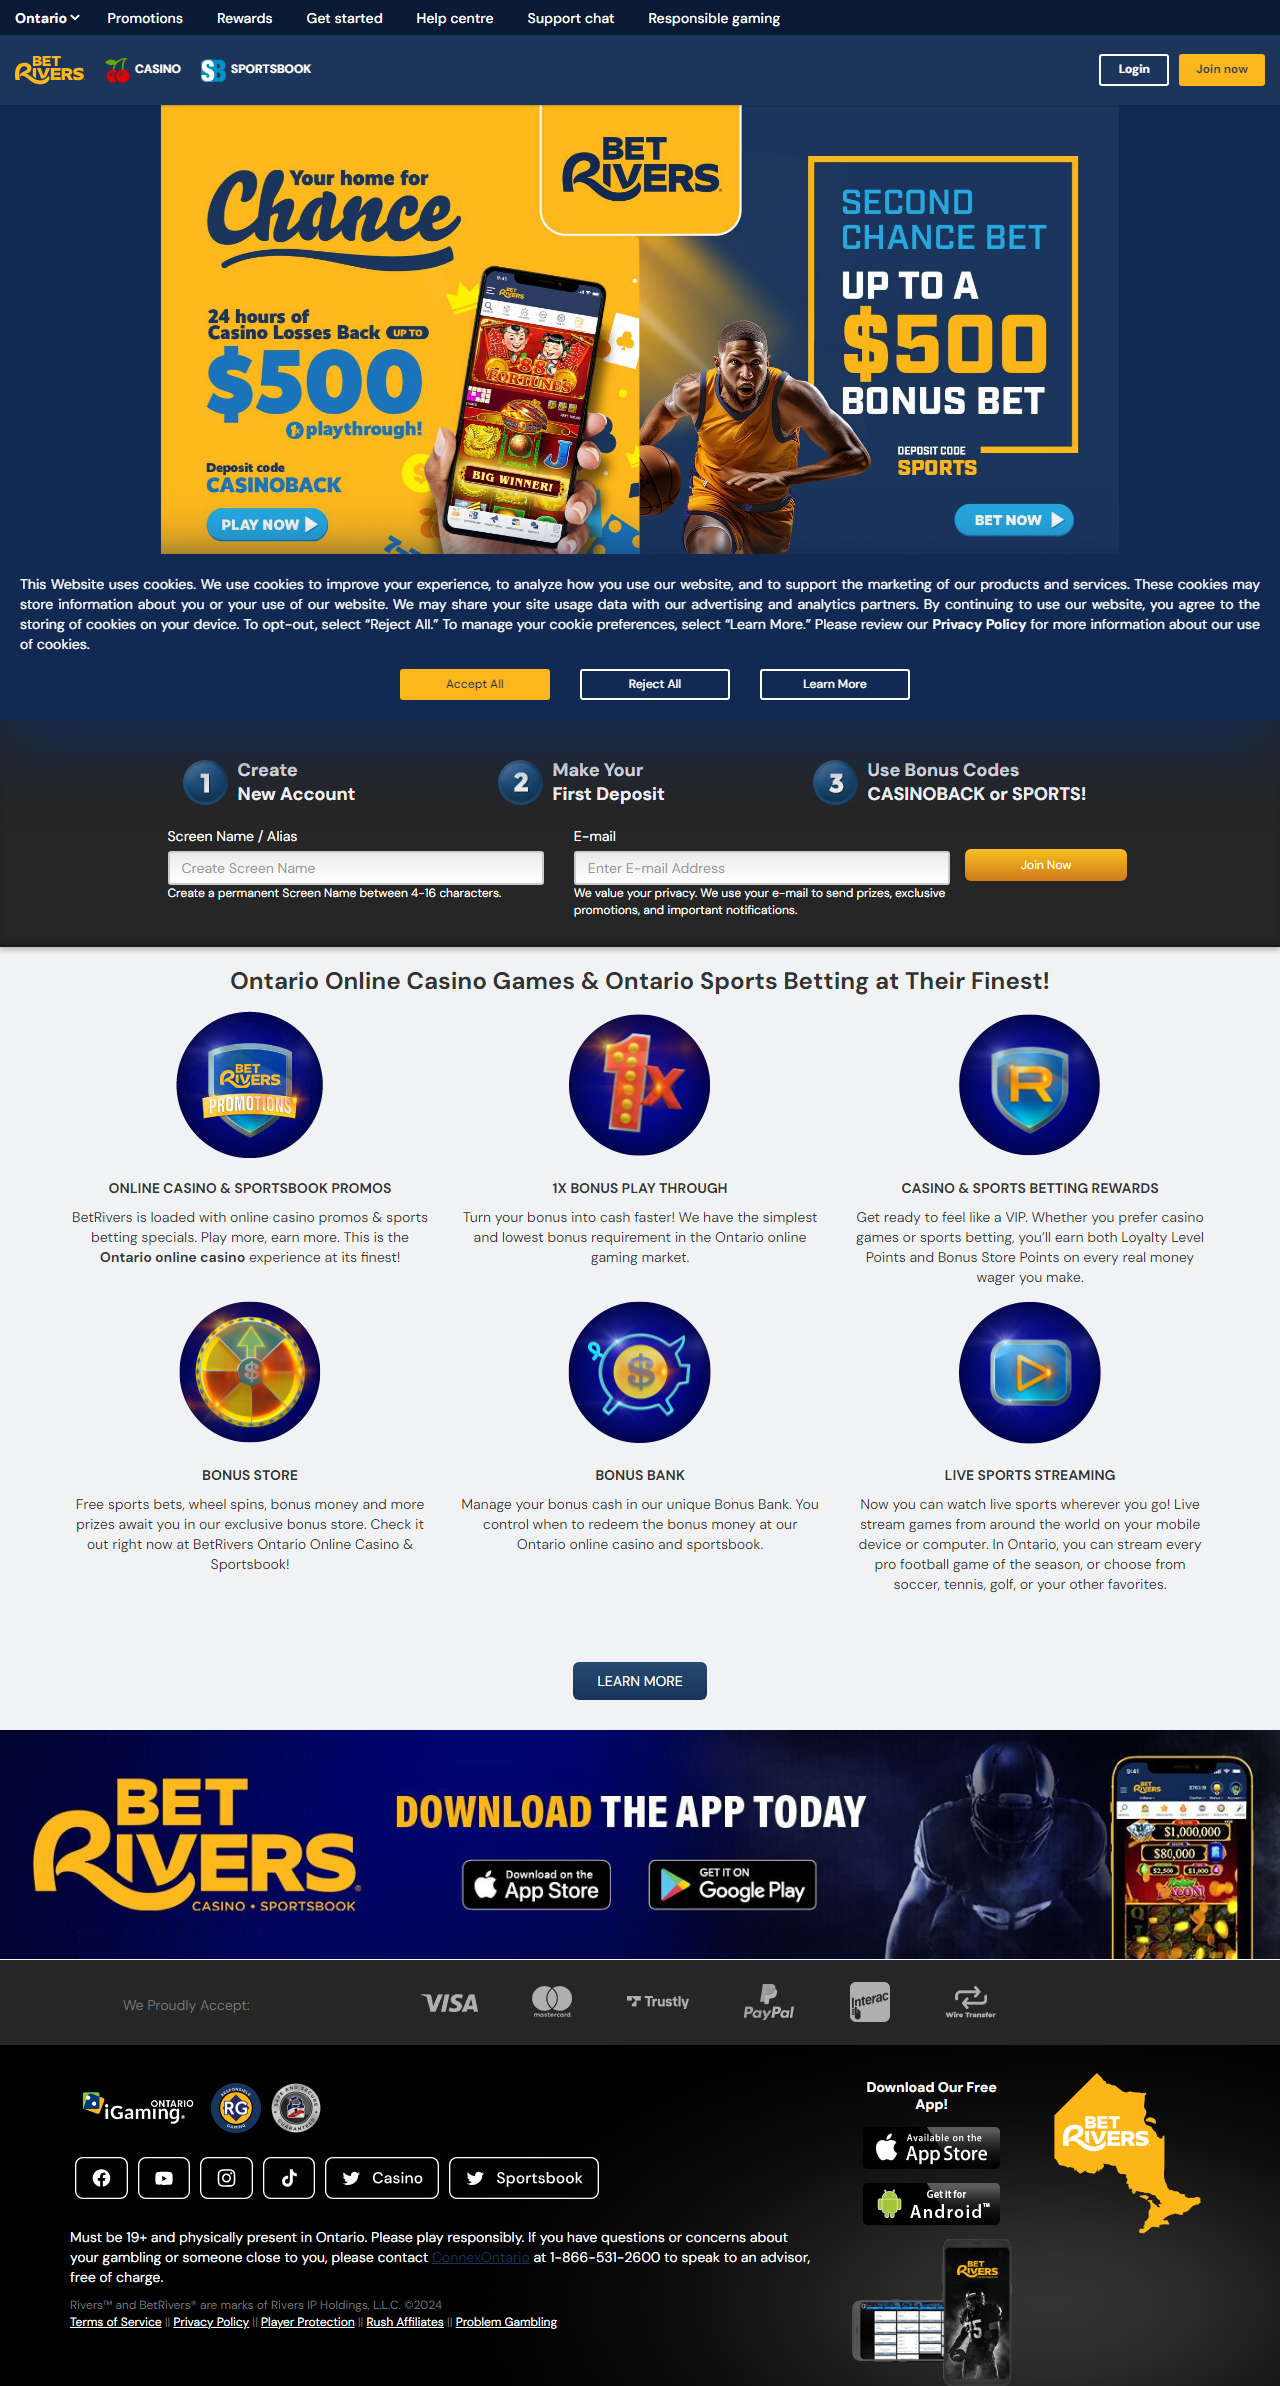 Ontario
Promotions
Rewards
Get started
Help centre
Support chat
Responsible gaming
BET
RIVERS
CASINO
SB SPORTSBOOK
Login
Join now
Your home for
Chance
24 hours of
Casino Losses Back UP TO
$500
1x playthrough!
Deposit code
CASINOBACK
PLAY NOW
BET
RIVERS
9:41
BET
RIVERS
88
FORTUNES
BIG WINNER!
SECOND
CHANCE BET
UP TO A
$500
BONUS BET
DEPOSIT CODE
SPORTS
BET NOW
This Website uses cookies. We use cookies to improve your experience, to analyze how you use our website, and to support the marketing of our products and services. These cookies may
store information about you or your use of our website. We may share your site usage data with our advertising and analytics partners. By continuing to use our website, you agree to the
storing of cookies on your device. To opt-out, select “Reject All.” To manage your cookie preferences, select “Learn More.” Please review our Privacy Policy for more information about our use
of cookies.
Accept All
Reject All
Learn More
1 Create
New Account
2 Make Your
First Deposit
3 Use Bonus Codes
CASINOBACK or SPORTS!
Screen Name / Alias
Create Screen Name
Create a permanent Screen Name between 4-16 characters.
E-mail
Enter E-mail Address
We value your privacy. We use your e-mail to send prizes, exclusive
promotions, and important notifications.
Join Now
Ontario Online Casino Games & Ontario Sports Betting at Their Finest!
BET
RIVERS
PROMOTIONS
1x
R
ONLINE CASINO & SPORTSBOOK PROMOS
BetRivers is loaded with online casino promos & sports
betting specials. Play more, earn more. This is the
Ontario online casino experience at its finest!
1X BONUS PLAY THROUGH
Turn your bonus into cash faster! We have the simplest
and lowest bonus requirement in the Ontario online
gaming market.
CASINO & SPORTS BETTING REWARDS
Get ready to feel like a VIP. Whether you prefer casino
games or sports betting, you’ll earn both Loyalty Level
Points and Bonus Store Points on every real money
wager you make.
$
$
BONUS STORE
Free sports bets, wheel spins, bonus money and more
prizes await you in our exclusive bonus store. Check it
out right now at BetRivers Ontario Online Casino &
Sportsbook!
BONUS BANK
Manage your bonus cash in our unique Bonus Bank. You
control when to redeem the bonus money at our
Ontario online casino and sportsbook.
LIVE SPORTS STREAMING
Now you can watch live sports wherever you go! Live
stream games from around the world on your mobile
device or computer. In Ontario, you can stream every
pro football game of the season, or choose from
soccer, tennis, golf, or your other favorites.
LEARN MORE
BET
RIVERS
CASINO • SPORTSBOOK
DOWNLOAD THE APP TODAY
Download on the
App Store
GET IT ON
Google Play
9:41
BET
RIVERS
$1,000,000
$80,000
$2,500 $1,000
We Proudly Accept:
VISA
mastercard
Trustly
PayPal
Interac
Wire Transfer
iGaming ONTARIO
RESPONSIBLE
RG
GAMING
SAFE AND SECURE
GUARANTEED
Casino
Sportsbook
Must be 19+ and physically present in Ontario. Please play responsibly. If you have questions or concerns about
your gambling or someone close to you, please contact ConnexOntario at 1-866-531-2600 to speak to an advisor,
free of charge.
Rivers™ and BetRivers® are marks of Rivers IP Holdings, L.L.C. ©2024
Terms of Service || Privacy Policy || Player Protection || Rush Affiliates || Problem Gambling
Download Our Free
App!
Available on the
App Store
Get it for
Android™
BET
RIVERS
BET
RIVERS
35